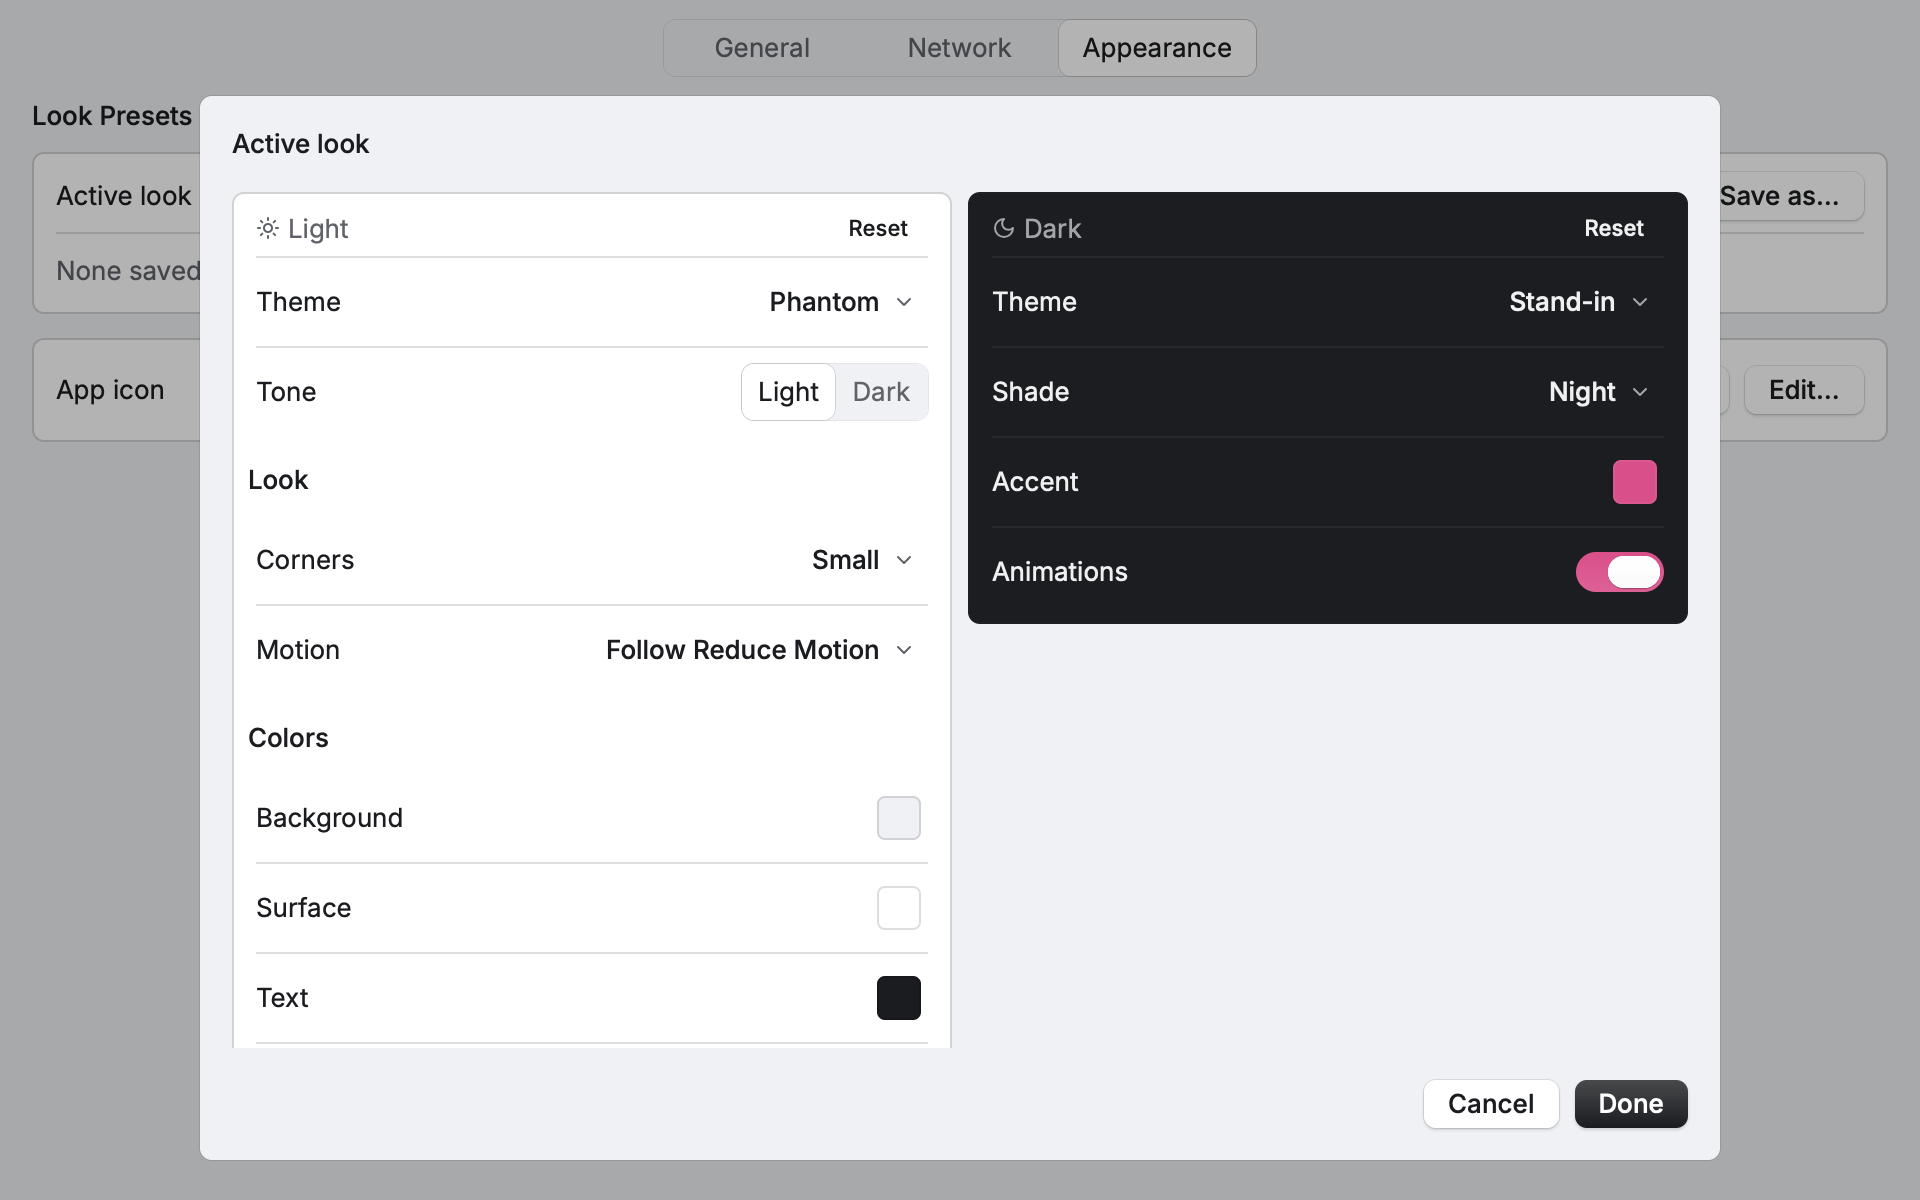 General
Network
Appearance
Look Presets
Active look
Save as...
None saved
App icon
Edit...
Active look
Light
Reset
Theme
Phantom
Tone
Light
Dark
Look
Corners
Small
Motion
Follow Reduce Motion
Colors
Background
Surface
Text
Dark
Reset
Theme
Stand-in
Shade
Night
Accent
Animations
Cancel
Done